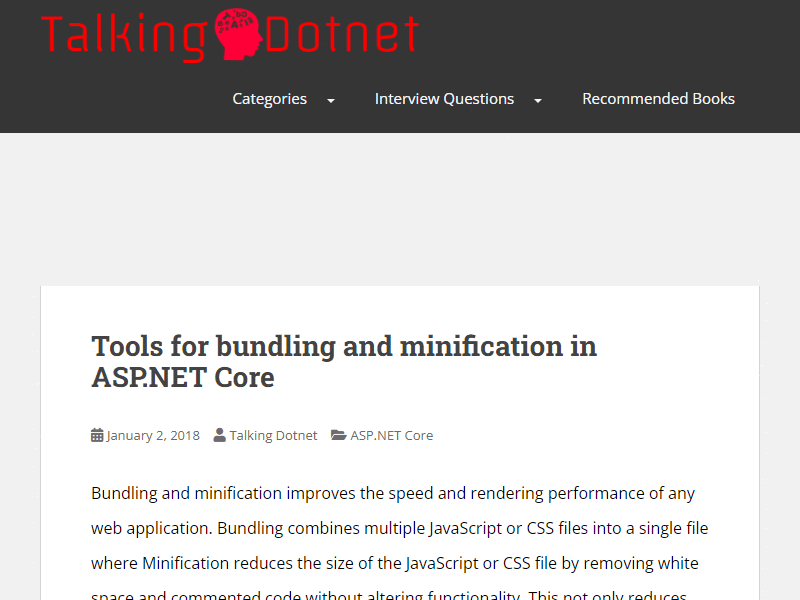 Talking Dotnet
Categories Interview Questions Recommended Books
Tools for bundling and minification in
ASP.NET Core
January 2, 2018 Talking Dotnet ASP.NET Core
Bundling and minification improves the speed and rendering performance of any
web application. Bundling combines multiple JavaScript or CSS files into a single file
where Minification reduces the size of the JavaScript or CSS file by removing white
space and commented code without altering functionality. This not only reduces